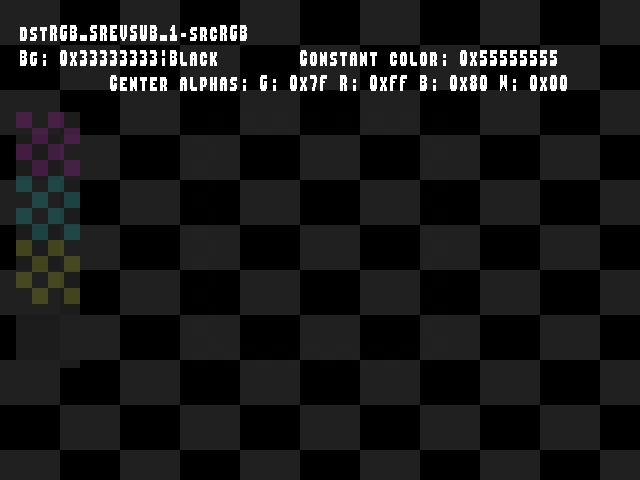 dstRGB_SREVSUB_1-srcRGB
Bg: 0x33333333|Black Constant color: 0x55555555
Center alphas: G: 0x7f R: 0xff B: 0x80 W: 0x00